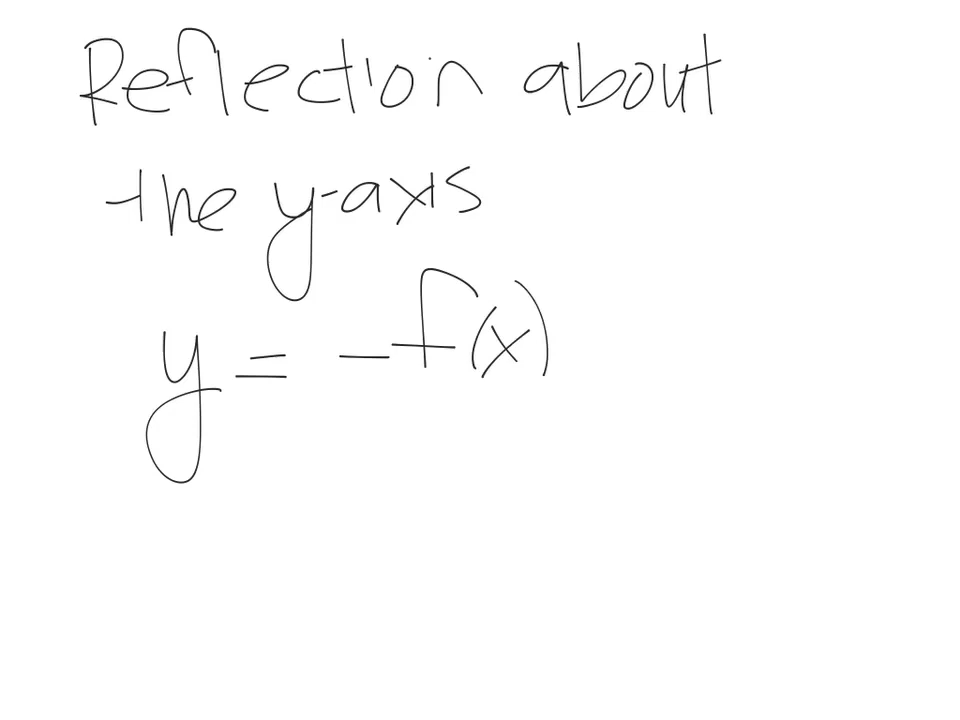 Reflection about
the y-axis
y = -f(x)